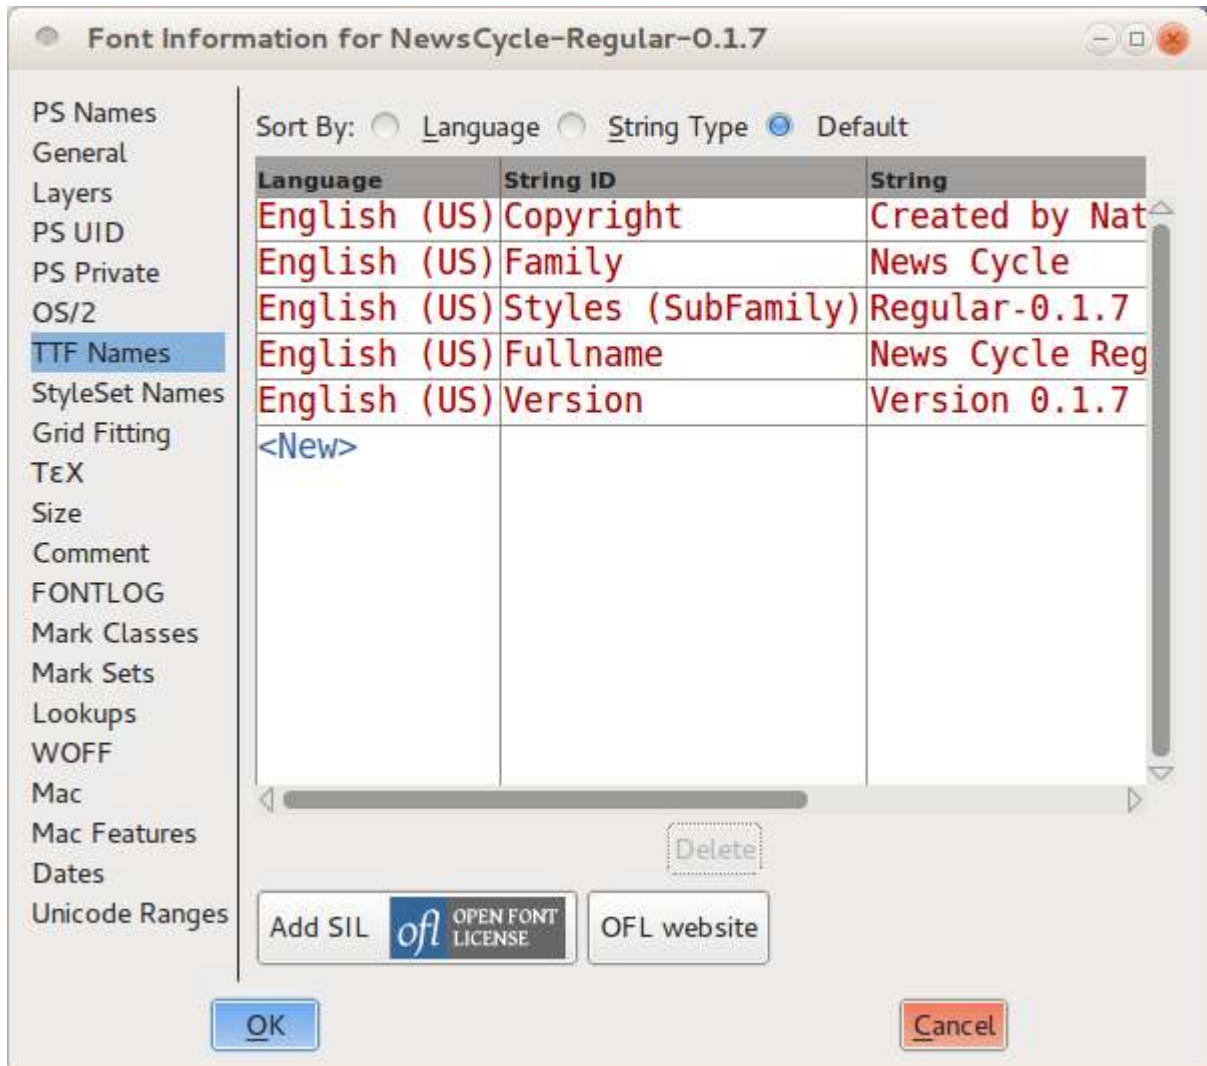 Font Information for NewsCycle-Regular-0.1.7
PS Names
General
Layers
PS UID
PS Private
OS/2
TTF Names
StyleSet Names
Grid Fitting
TεX
Size
Comment
FONTLOG
Mark Classes
Mark Sets
Lookups
WOFF
Mac
Mac Features
Dates
Unicode Ranges
Sort By: Language String Type Default
Language String ID String
English (US) Copyright Created by Nat
English (US) Family News Cycle
English (US) Styles (SubFamily) Regular-0.1.7
English (US) Fullname News Cycle Reg
English (US) Version Version 0.1.7
<New>
Delete
Add SIL ofl OPEN FONT LICENSE OFL website
OK Cancel